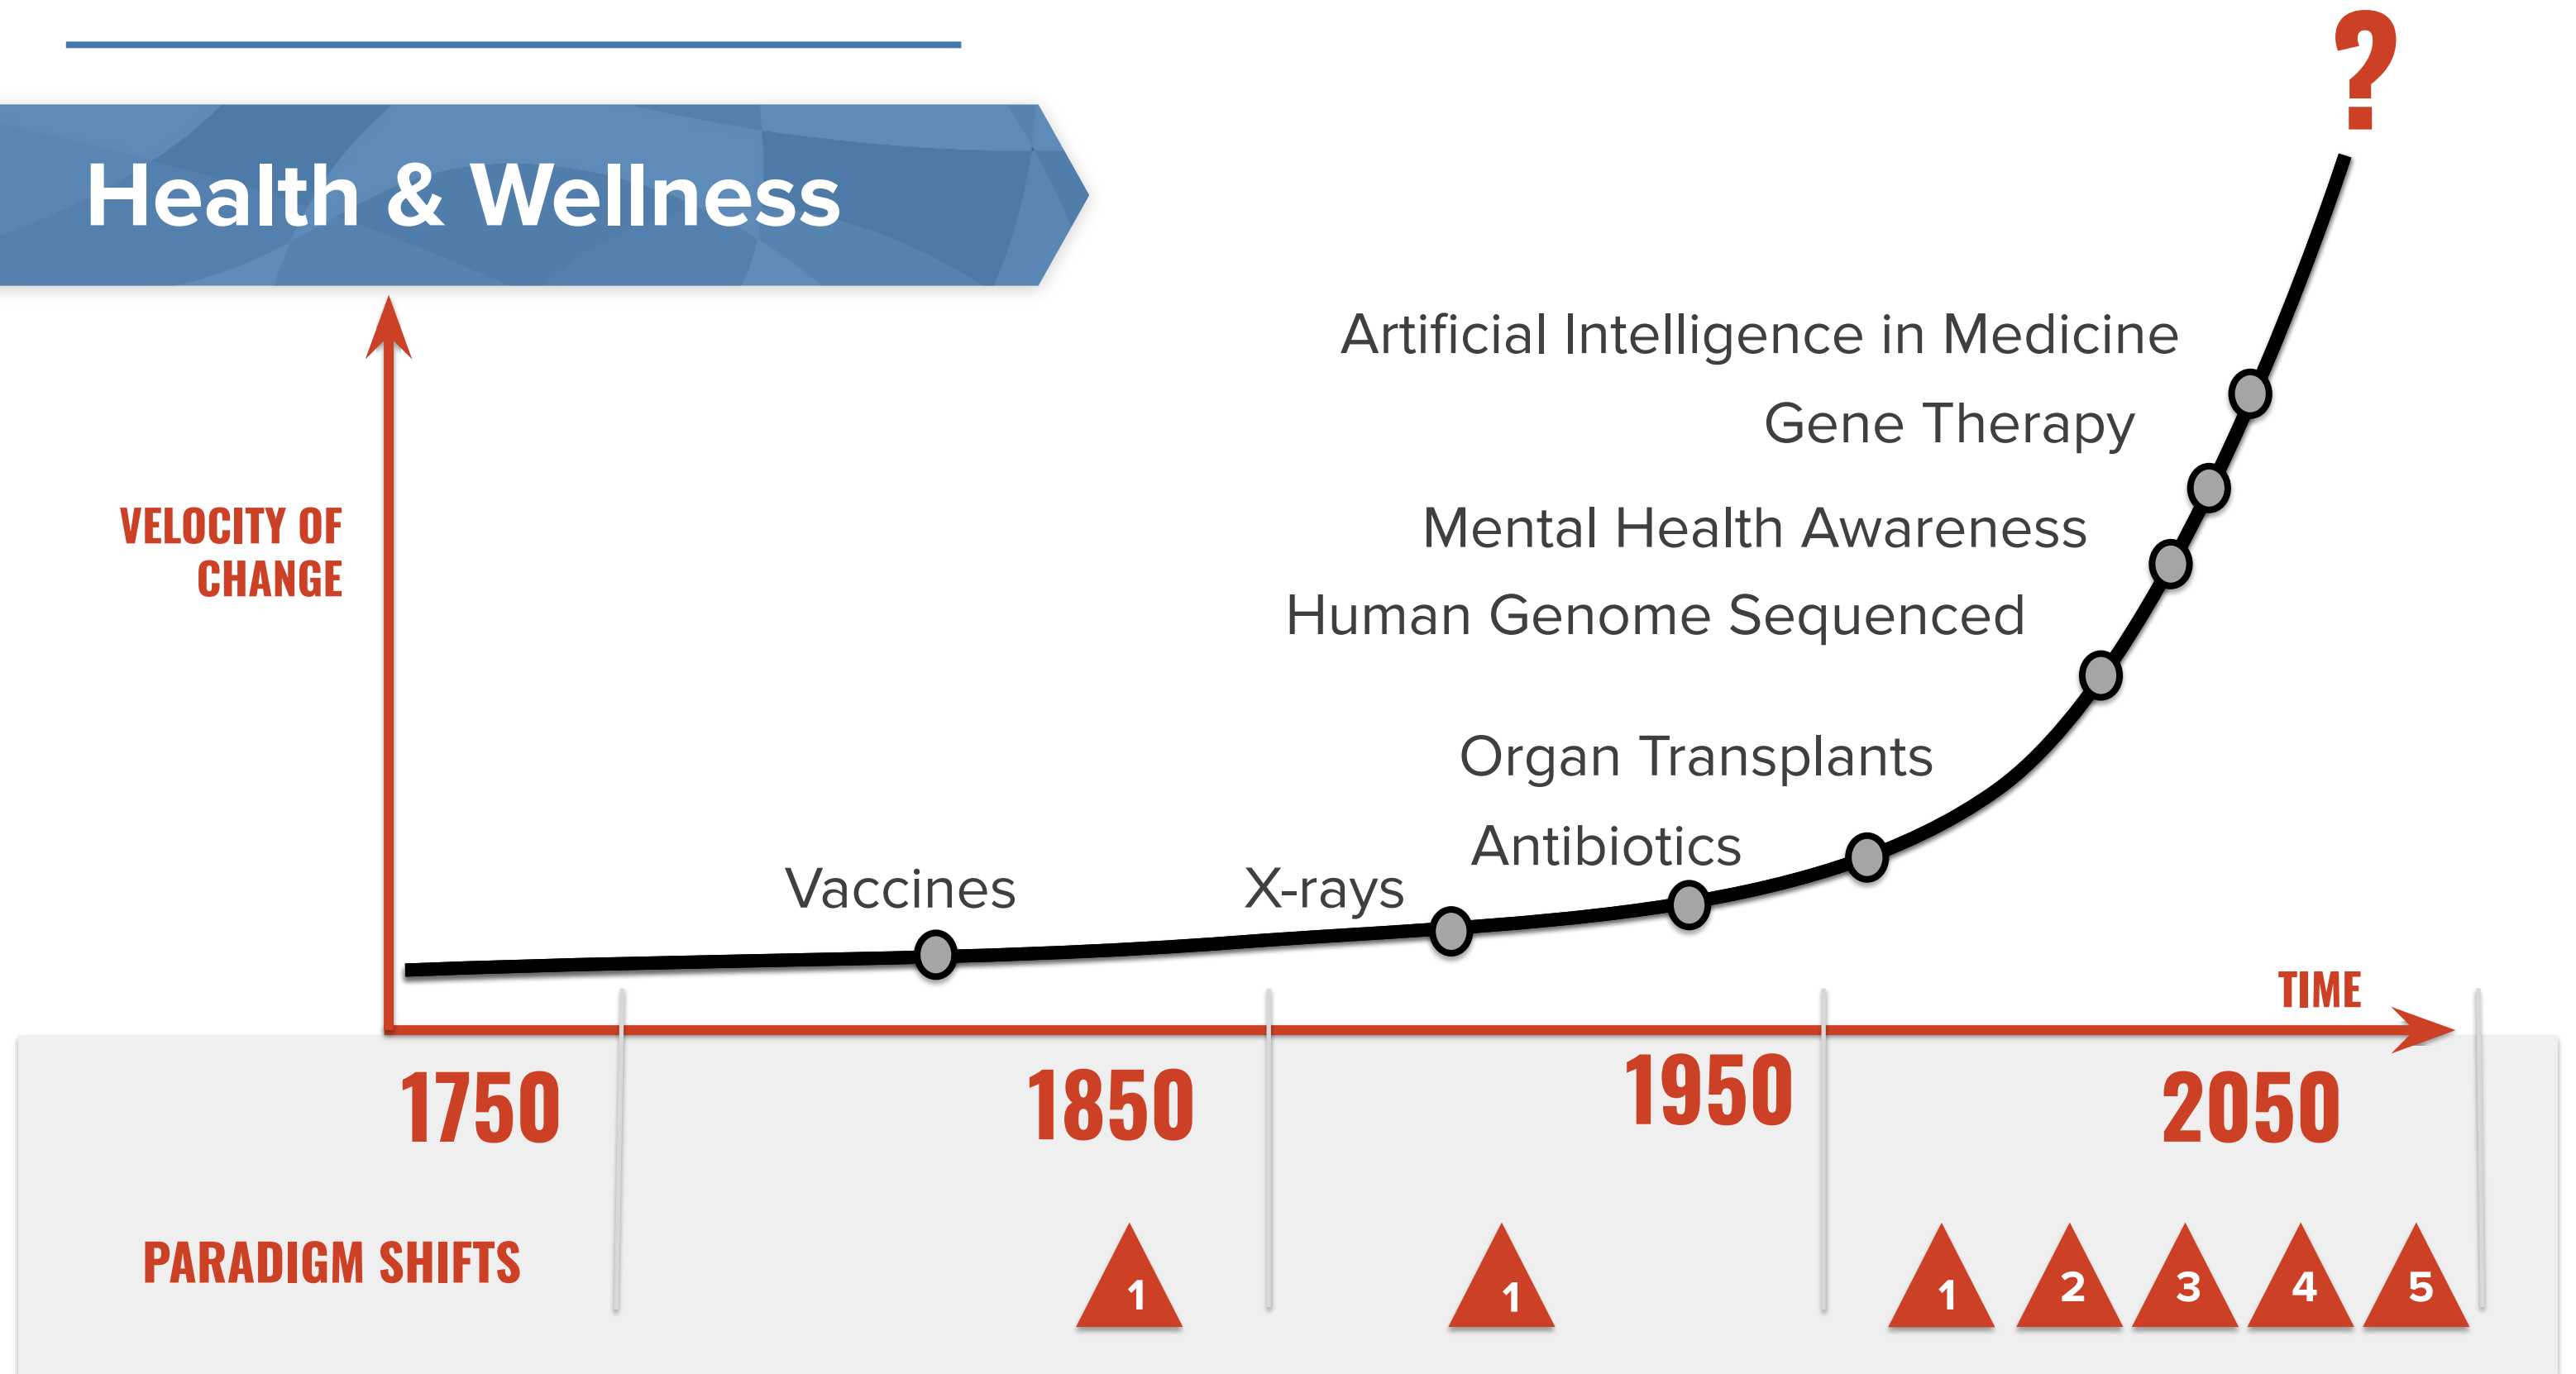 ?
Health & Wellness
Artificial Intelligence in Medicine
Gene Therapy
VELOCITY OF
CHANGE
Mental Health Awareness
Human Genome Sequenced
Organ Transplants
Antibiotics
Vaccines
X-rays
TIME
1750
1850
1950
2050
PARADIGM SHIFTS
1
1
1 2 3 4 5